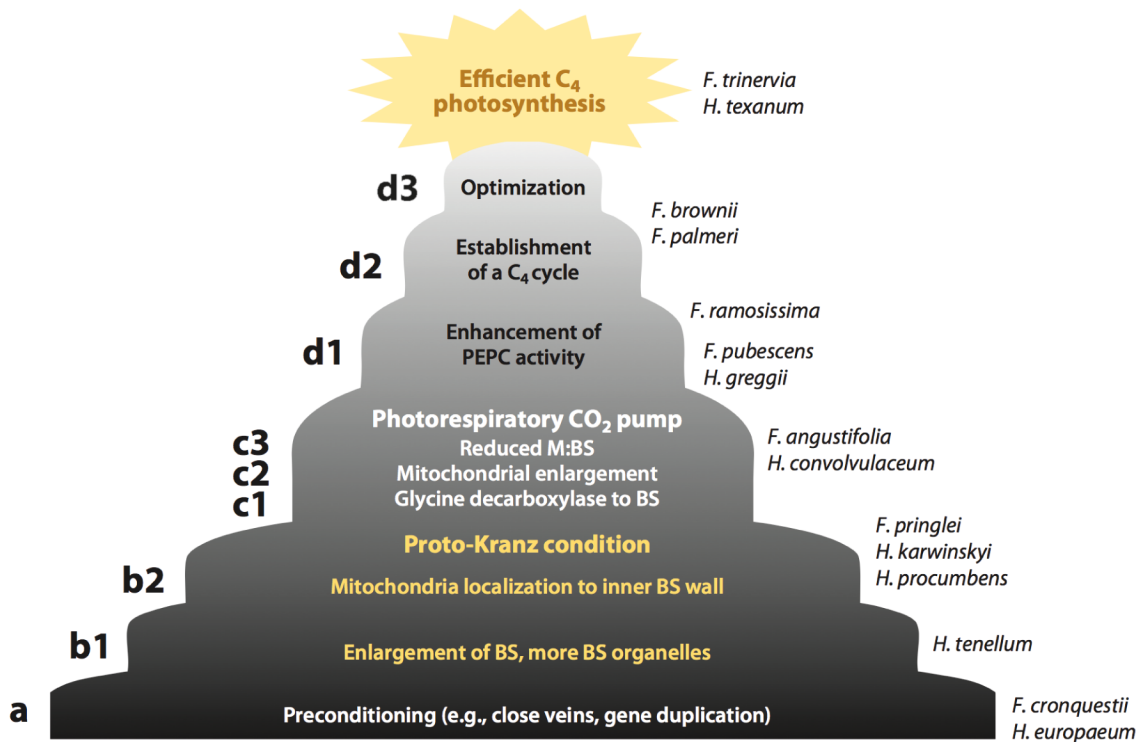 Efficient C4
photosynthesis
F. trinervia
H. texanum
d3
Optimization
F. brownii
F. palmeri
d2
Establishment
of a C4 cycle
F. ramosissima
d1
Enhancement of
PEPC activity
F. pubescens
H. greggii
Photorespiratory CO2 pump
c3
Reduced M:BS
F. angustifolia
c2
Mitochondrial enlargement
H. convolvulaceum
c1
Glycine decarboxylase to BS
Proto-Kranz condition
F. pringlei
H. karwinskyi
H. procumbens
b2
Mitochondria localization to inner BS wall
b1
Enlargement of BS, more BS organelles
H. tenellum
a
Preconditioning (e.g., close veins, gene duplication)
F. cronquestii
H. europaeum